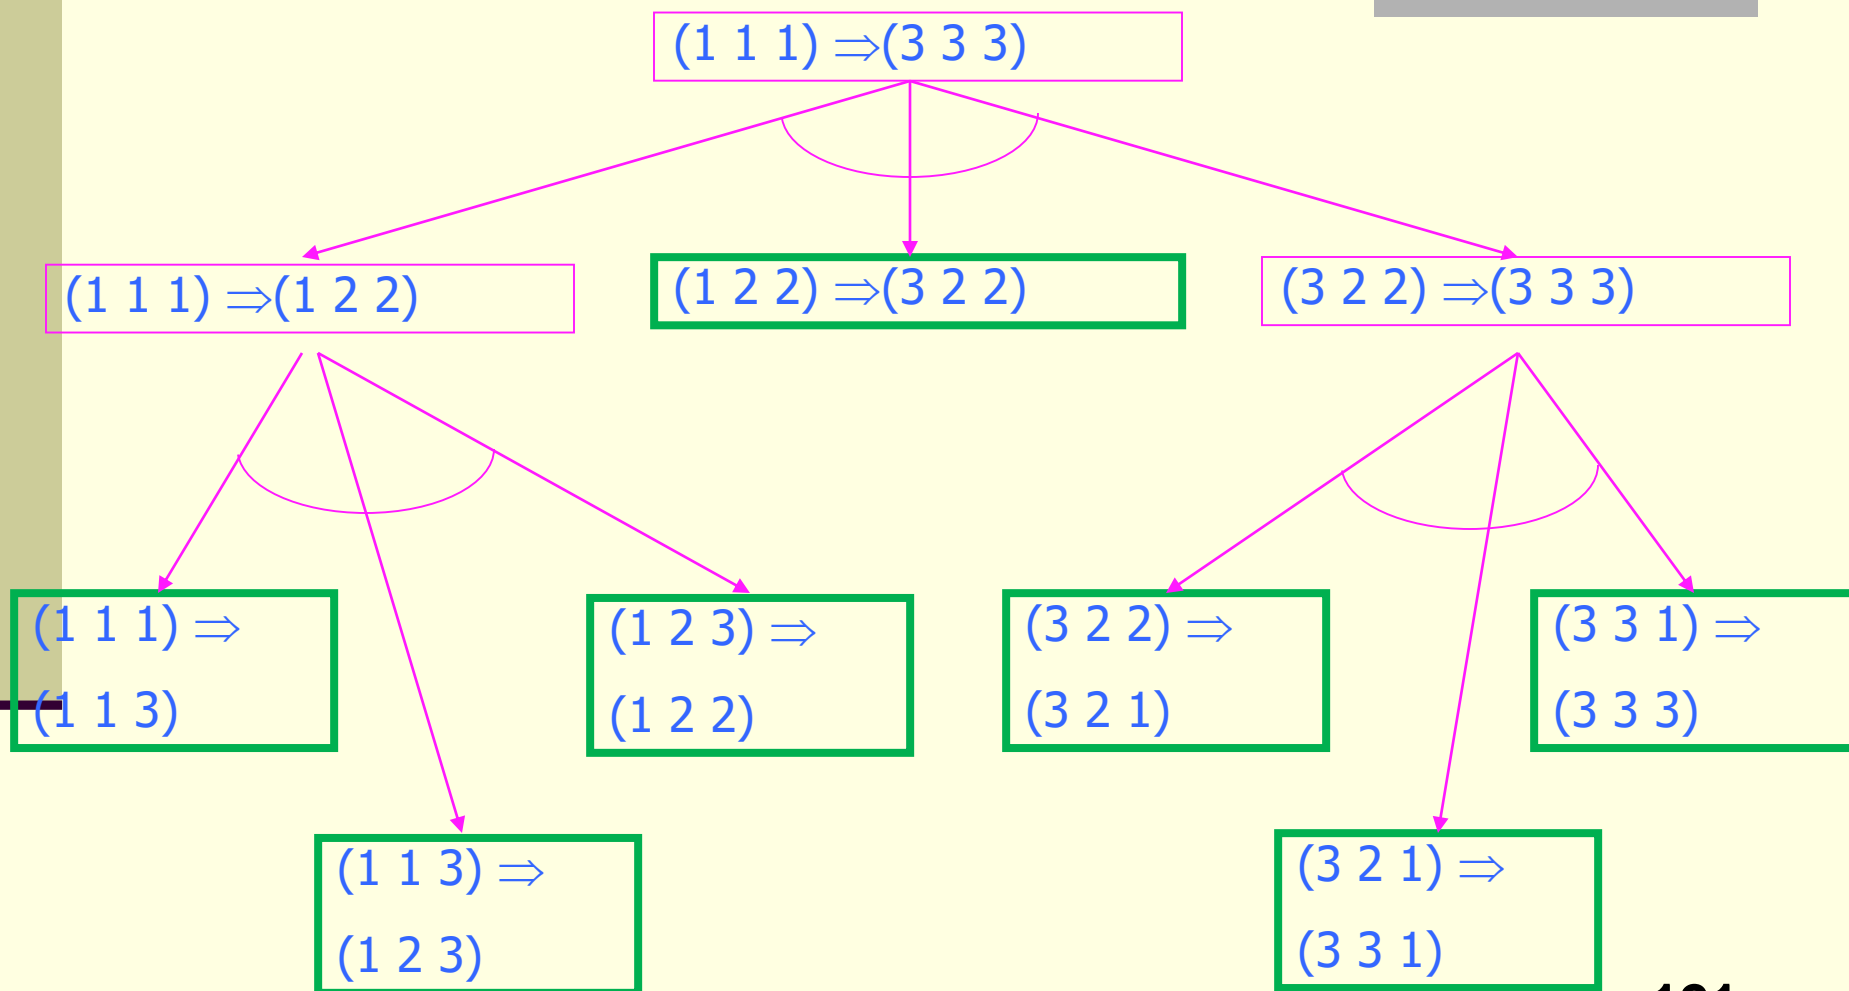 (1 1 1) ⇒(3 3 3)
(1 1 1) ⇒(1 2 2)
(1 2 2) ⇒(3 2 2)
(3 2 2) ⇒(3 3 3)
(1 1 1) ⇒
(1 1 3)
(1 1 3) ⇒
(1 2 3)
(1 2 3) ⇒
(1 2 2)
(3 2 2) ⇒
(3 2 1)
(3 2 1) ⇒
(3 3 1)
(3 3 1) ⇒
(3 3 3)